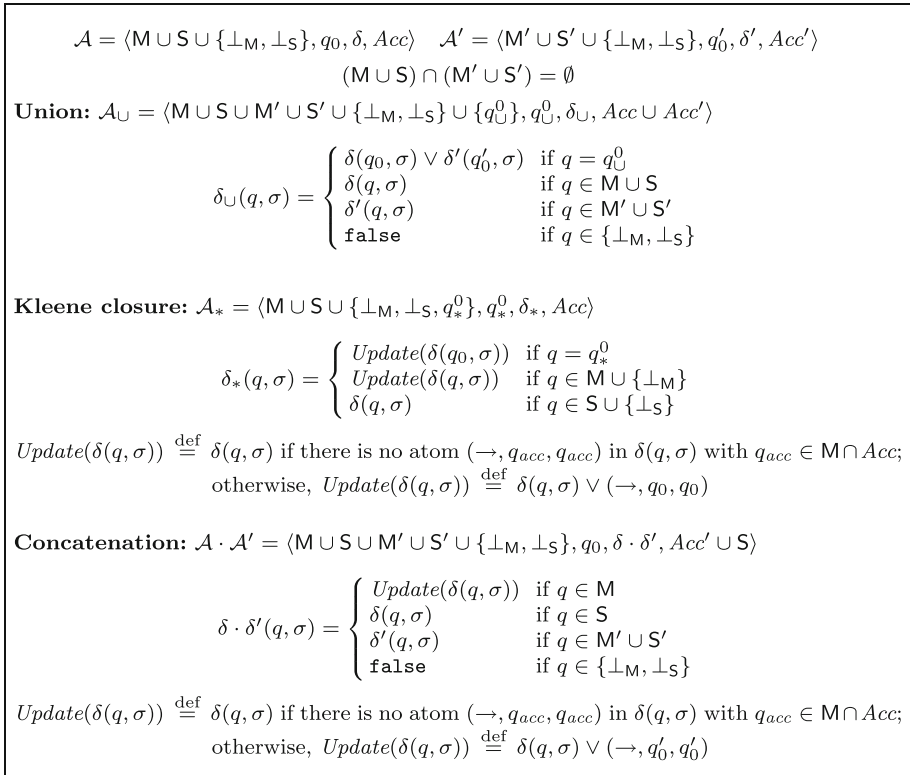 𝒜 = ⟨M ∪ S ∪ {⊥_M, ⊥_S}, q_0, δ, Acc⟩ 𝒜′ = ⟨M′ ∪ S′ ∪ {⊥_M, ⊥_S}, q′_0, δ′, Acc′⟩
(M ∪ S) ∩ (M′ ∪ S′) = ∅
Union: 𝒜_∪ = ⟨M ∪ S ∪ M′ ∪ S′ ∪ {⊥_M, ⊥_S} ∪ {q^0_∪}, q^0_∪, δ_∪, Acc ∪ Acc′⟩
δ_∪(q, σ) = {
δ(q_0, σ) ∨ δ′(q′_0, σ) if q = q^0_∪
δ(q, σ) if q ∈ M ∪ S
δ′(q, σ) if q ∈ M′ ∪ S′
false if q ∈ {⊥_M, ⊥_S}
Kleene closure: 𝒜_* = ⟨M ∪ S ∪ {⊥_M, ⊥_S, q^0_*}, q^0_*, δ_*, Acc⟩
δ_*(q, σ) = {
Update(δ(q_0, σ)) if q = q^0_*
Update(δ(q, σ)) if q ∈ M ∪ {⊥_M}
δ(q, σ) if q ∈ S ∪ {⊥_S}
Update(δ(q, σ)) def= δ(q, σ) if there is no atom (→, q_acc, q_acc) in δ(q, σ) with q_acc ∈ M ∩ Acc;
otherwise, Update(δ(q, σ)) def= δ(q, σ) ∨ (→, q_0, q_0)
Concatenation: 𝒜 · 𝒜′ = ⟨M ∪ S ∪ M′ ∪ S′ ∪ {⊥_M, ⊥_S}, q_0, δ · δ′, Acc′ ∪ S⟩
δ · δ′(q, σ) = {
Update(δ(q, σ)) if q ∈ M
δ(q, σ) if q ∈ S
δ′(q, σ) if q ∈ M′ ∪ S′
false if q ∈ {⊥_M, ⊥_S}
Update(δ(q, σ)) def= δ(q, σ) if there is no atom (→, q_acc, q_acc) in δ(q, σ) with q_acc ∈ M ∩ Acc;
otherwise, Update(δ(q, σ)) def= δ(q, σ) ∨ (→, q′_0, q′_0)